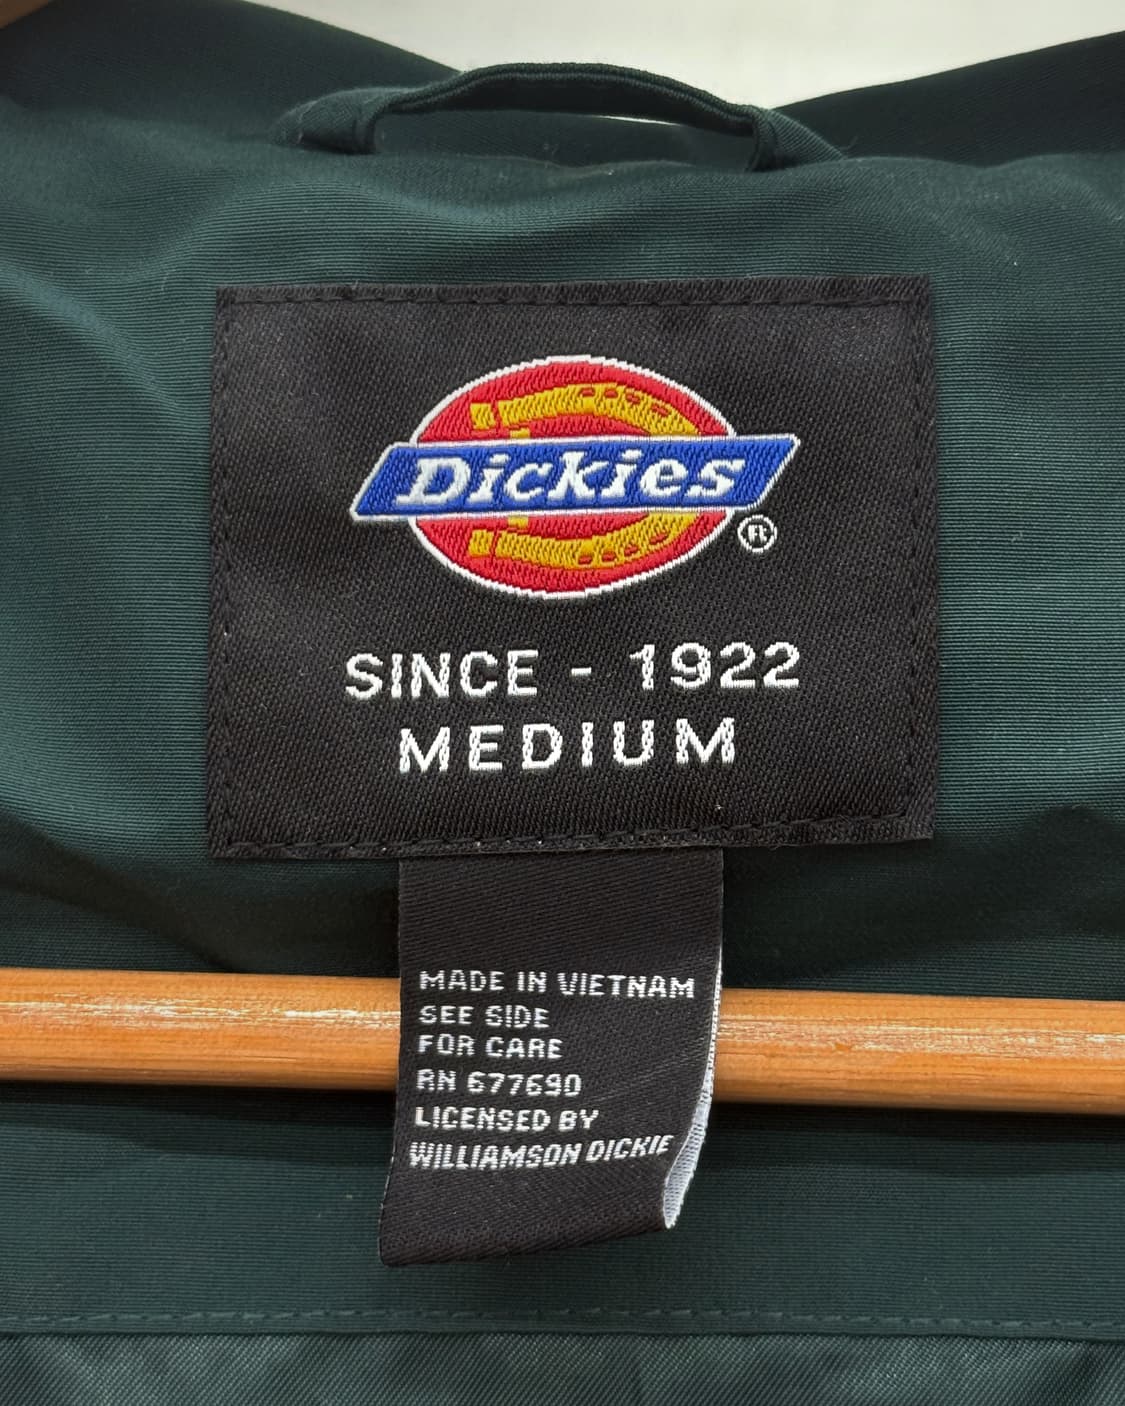 Dickies
®
SINCE - 1922
MEDIUM
MADE IN VIETNAM
SEE SIDE
FOR CARE
RN 677690
LICENSED BY
WILLIAMSON DICKIE